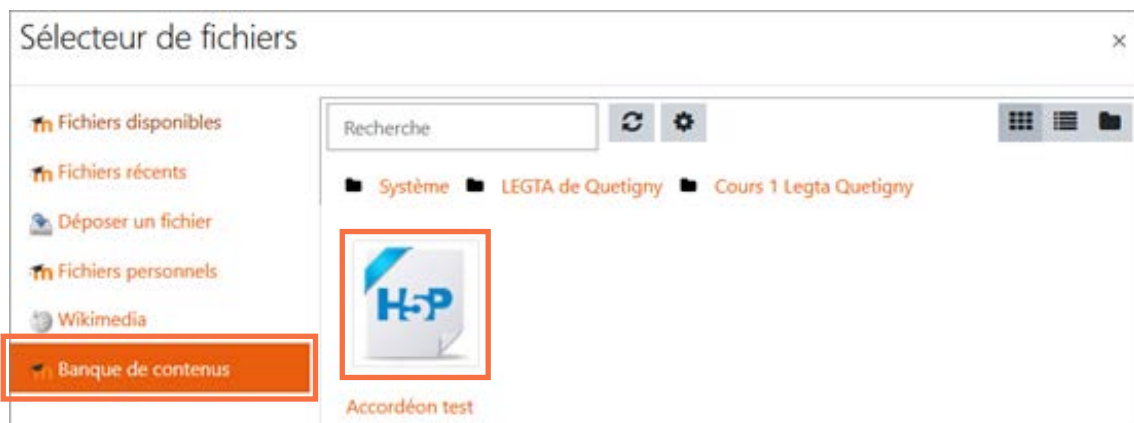 Sélecteur de fichiers ×
Fichiers disponibles
Fichiers récents
Déposer un fichier
Fichiers personnels
Wikimedia
Banque de contenus
Recherche
Système LEGTA de Quetigny Cours 1 Legta Quetigny
H5P
Accordéon test